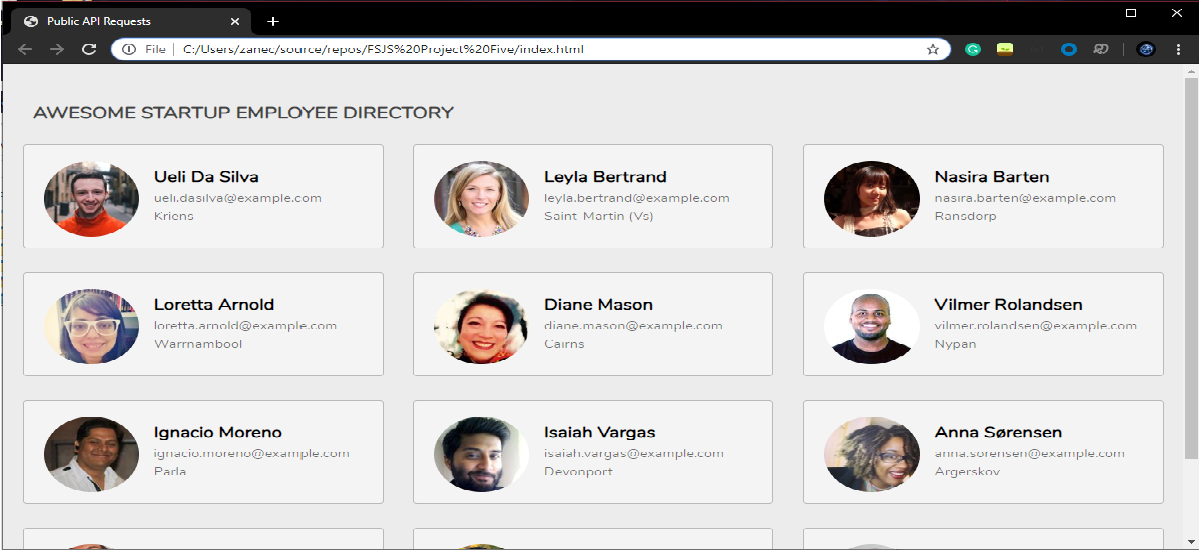 Public API Requests
File C:/Users/zanec/source/repos/FSJS%20Project%20Five/index.html
AWESOME STARTUP EMPLOYEE DIRECTORY
Ueli Da Silva
ueli.dasilva@example.com
Kriens
Leyla Bertrand
leyla.bertrand@example.com
Saint-Martin (Vs)
Nasira Barten
nasira.barten@example.com
Ransdorp
Loretta Arnold
loretta.arnold@example.com
Warrnambool
Diane Mason
diane.mason@example.com
Cairns
Vilmer Rolandsen
vilmer.rolandsen@example.com
Nypan
Ignacio Moreno
ignacio.moreno@example.com
Parla
Isaiah Vargas
isaiah.vargas@example.com
Devonport
Anna Sørensen
anna.sorensen@example.com
Argerskov